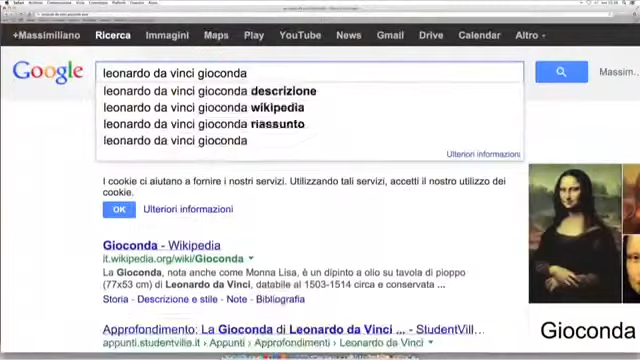 +Massimiliano Ricerca Immagini Maps Play YouTube News Gmail Drive Calendar Altro
Google
leonardo da vinci gioconda
Massim...
leonardo da vinci gioconda descrizione
leonardo da vinci gioconda wikipedia
leonardo da vinci gioconda riassunto
leonardo da vinci gioconda
Ulteriori informazioni
I cookie ci aiutano a fornire i nostri servizi. Utilizzando tali servizi, accetti il nostro utilizzo dei
cookie.
OK Ulteriori informazioni
Gioconda - Wikipedia
it.wikipedia.org/wiki/Gioconda
La Gioconda, nota anche come Monna Lisa, è un dipinto a olio su tavola di pioppo
(77x53 cm) di Leonardo da Vinci, databile al 1503-1514 circa e conservata ...
Storia - Descrizione e stile - Note - Bibliografia
Approfondimento: La Gioconda di Leonardo da Vinci ... - StudentVill...
appunti.studentville.it › Appunti › Approfondimenti › Leonardo da Vinci
Gioconda